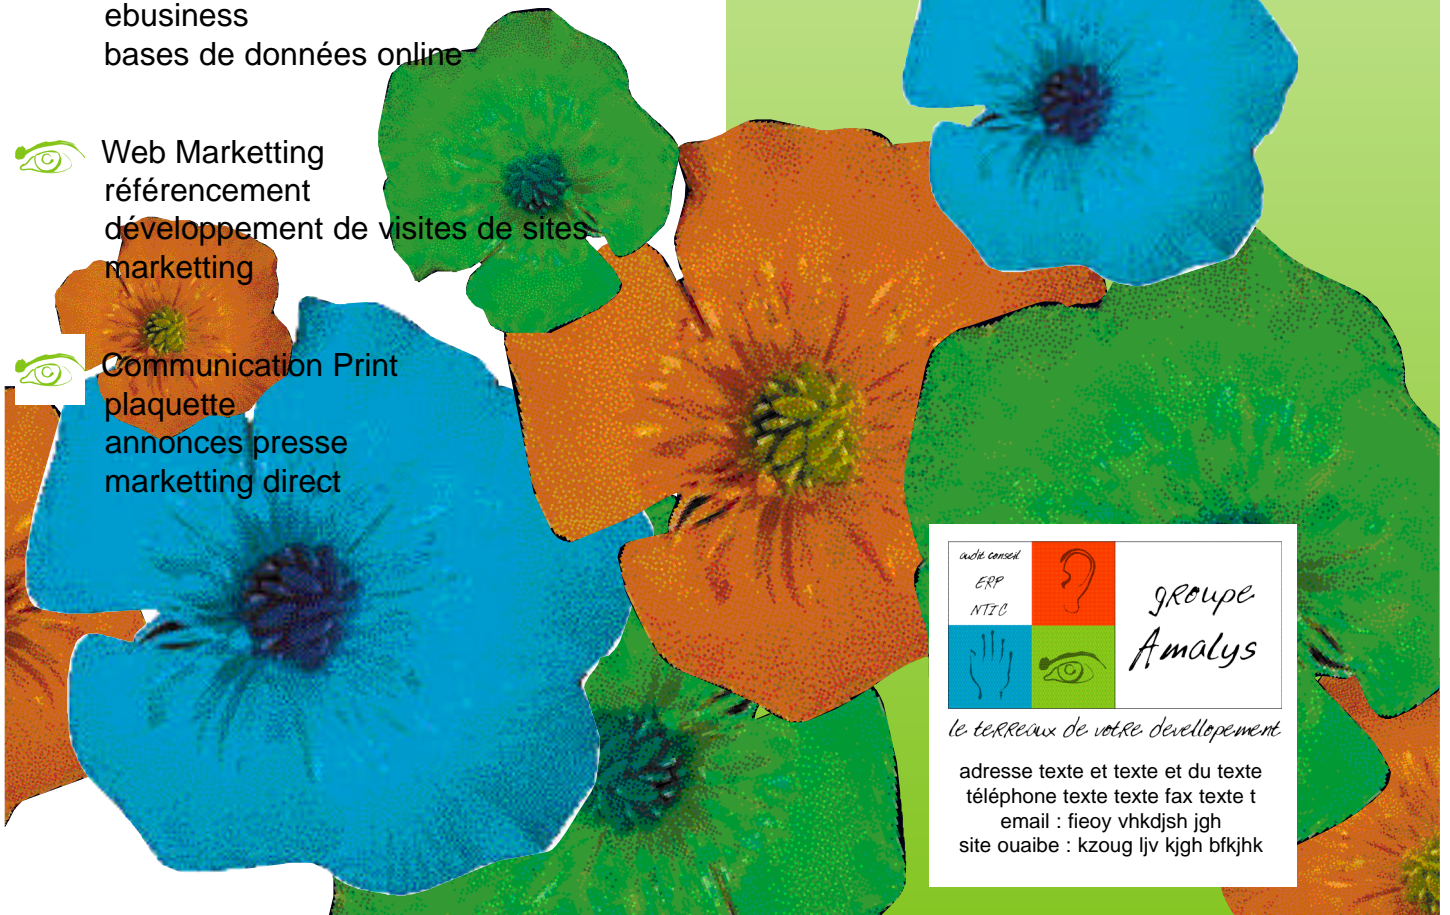 ebusiness
bases de données online
Web Marketting
référencement
développement de visites de sites
marketting
Communication Print
plaquette
annonces presse
marketting direct
audit conseil
ERP
NTIC
groupe
Amalys
le terreaux de votre devellopement
adresse texte et texte et du texte
téléphone texte texte fax texte t
email : fieoy vhkdjsh jgh
site ouaibe : kzoug ljv kjgh bfkjhk